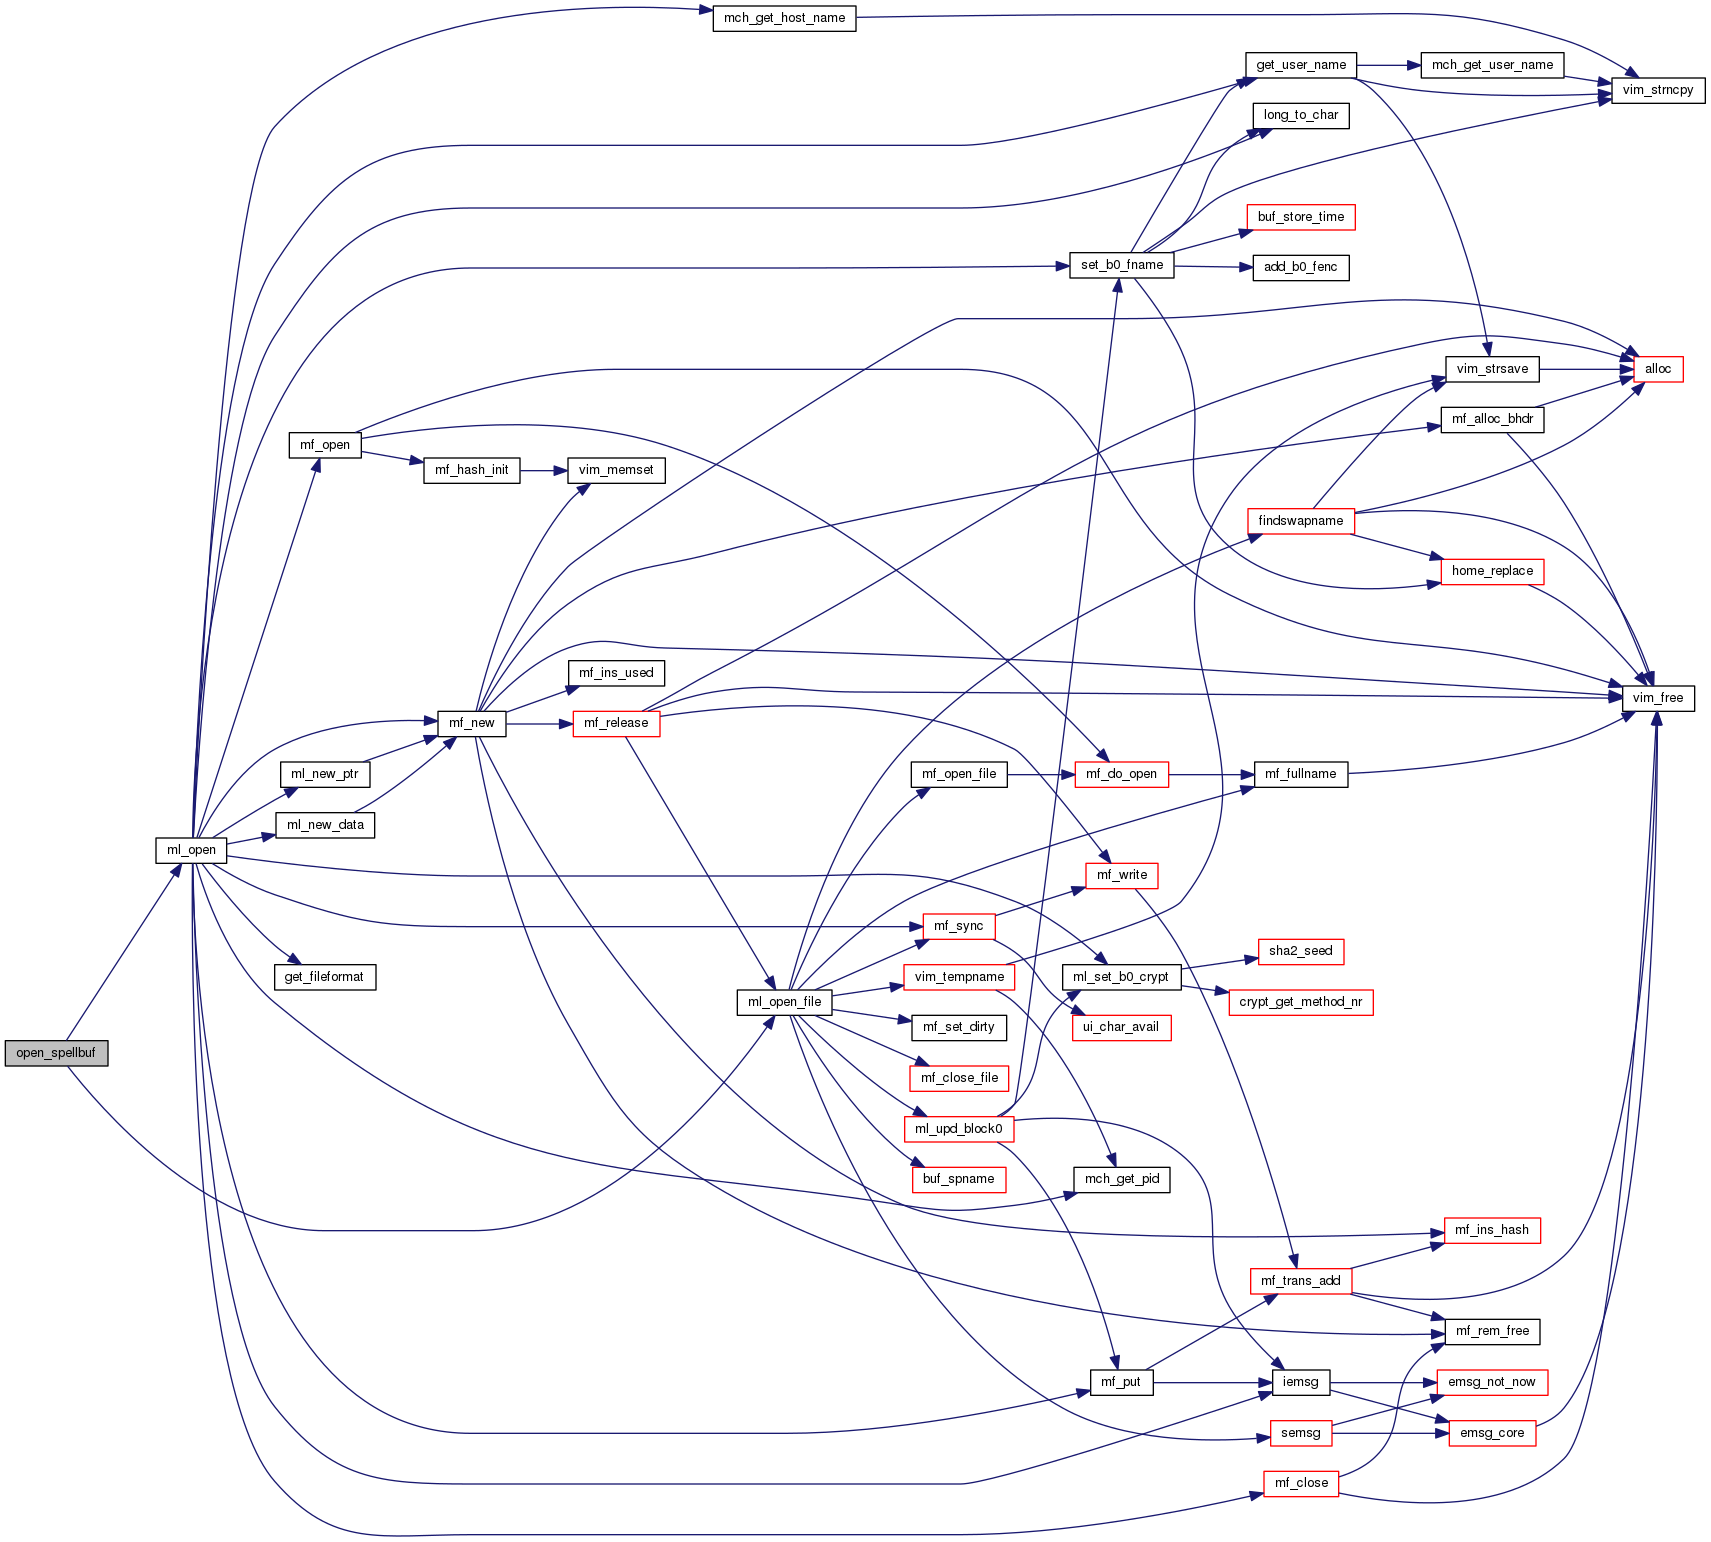 mch_get_host_name
get_user_name
mch_get_user_name
vim_strncpy
long_to_char
buf_store_time
set_b0_fname
add_b0_fenc
vim_strsave
alloc
mf_alloc_bhdr
mf_open
mf_hash_init
vim_memset
findswapname
home_replace
mf_ins_used
vim_free
mf_new
mf_release
ml_new_ptr
mf_open_file
mf_do_open
mf_fullname
ml_new_data
ml_open
mf_write
mf_sync
sha2_seed
get_fileformat
vim_tempname
ml_set_b0_crypt
ml_open_file
crypt_get_method_nr
mf_set_dirty
ui_char_avail
open_spellbuf
mf_close_file
ml_upd_block0
buf_spname
mch_get_pid
mf_ins_hash
mf_trans_add
mf_rem_free
mf_put
iemsg
emsg_not_now
semsg
emsg_core
mf_close